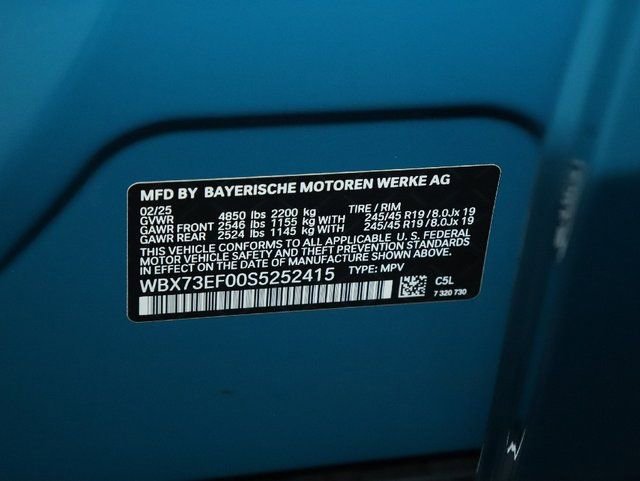 MFD BY BAYERISCHE MOTOREN WERKE AG
02/25 TIRE / RIM
GVWR 4850 lbs 2200 kg
GAWR FRONT 2546 lbs 1155 kg WITH 245/45 R19 / 8.0Jx 19
GAWR REAR 2524 lbs 1145 kg WITH 245/45 R19 / 8.0Jx 19
THIS VEHICLE CONFORMS TO ALL APPLICABLE U. S. FEDERAL
MOTOR VEHICLE SAFETY, BUMPER, AND THEFT PREVENTION
STANDARDS IN EFFECT ON THE DATE OF MANUFACTURE SHOWN ABOVE.
WBX73EF00S5252415 TYPE: MPV
C5L
7 320 730